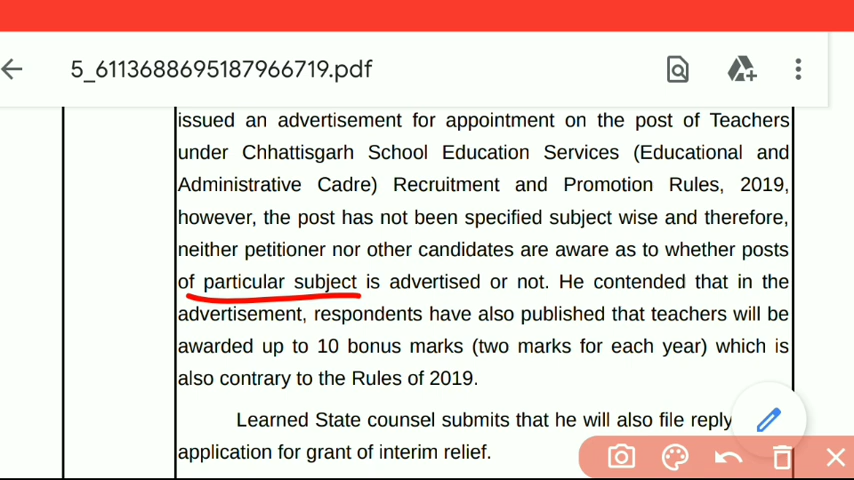 5_6113688695187966719.pdf
issued an advertisement for appointment on the post of Teachers
under Chhattisgarh School Education Services (Educational and
Administrative Cadre) Recruitment and Promotion Rules, 2019,
however, the post has not been specified subject wise and therefore,
neither petitioner nor other candidates are aware as to whether posts
of particular subject is advertised or not. He contended that in the
advertisement, respondents have also published that teachers will be
awarded up to 10 bonus marks (two marks for each year) which is
also contrary to the Rules of 2019.
Learned State counsel submits that he will also file reply
application for grant of interim relief.